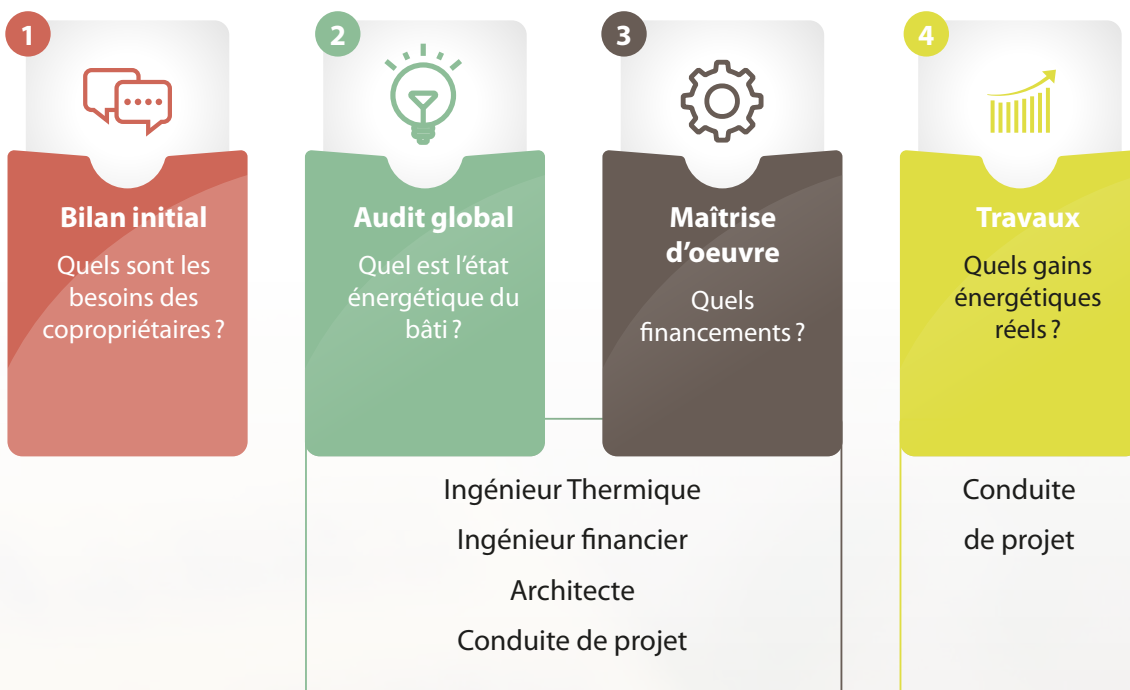 1
Bilan initial
Quels sont les
besoins des
copropriétaires ?
2
Audit global
Quel est l'état
énergétique du
bâti ?
3
Maîtrise
d'oeuvre
Quels
financements ?
4
Travaux
Quels gains
énergétiques
réels ?
Ingénieur Thermique
Ingénieur financier
Architecte
Conduite de projet
Conduite
de projet